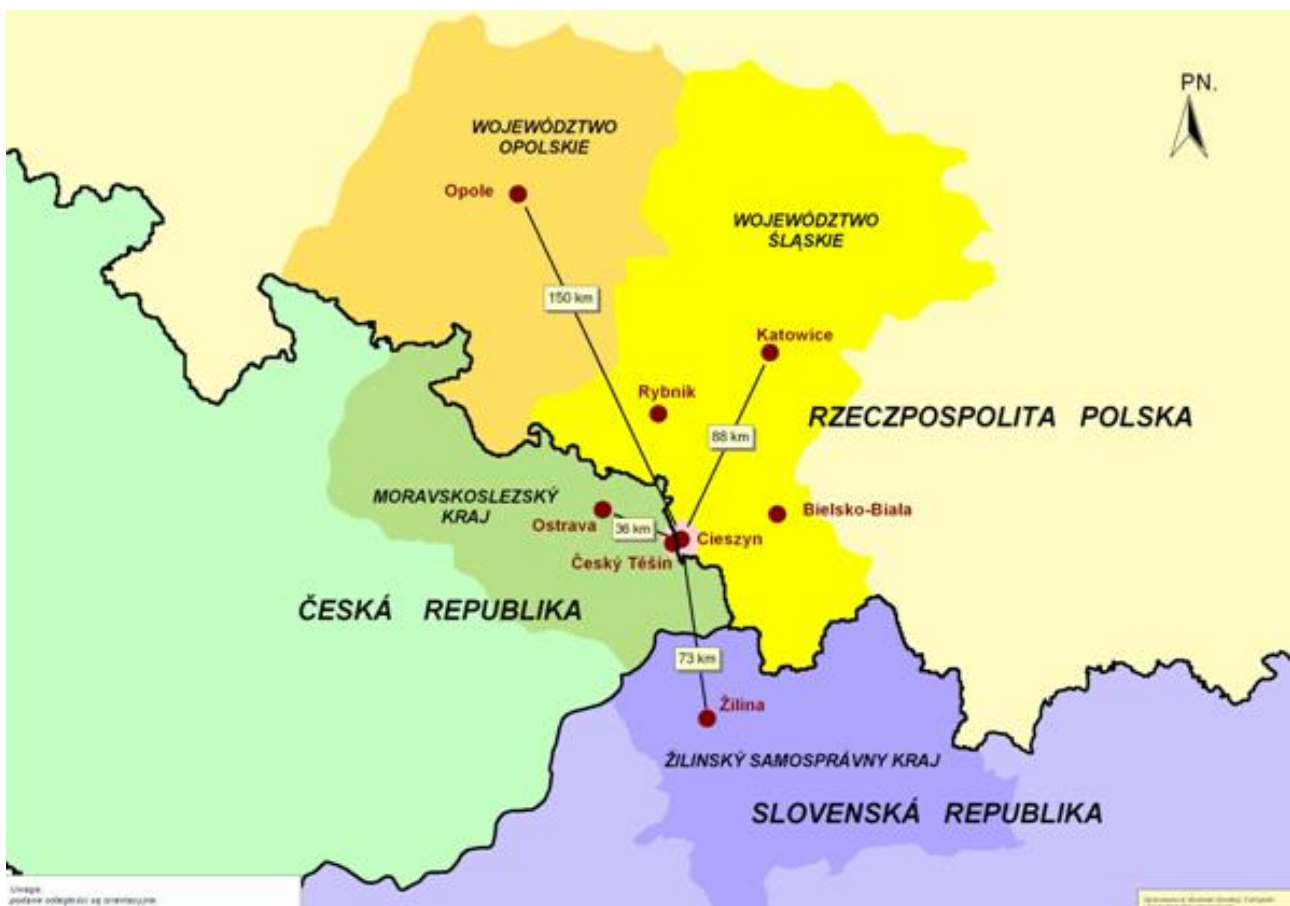 PN.
WOJEWÓDZTWO
OPOLSKIE
Opole
WOJEWÓDZTWO
ŚLĄSKIE
150 km
Katowice
Rybnik
RZECZPOSPOLITA POLSKA
88 km
MORAVSKOSLEZSKÝ
KRAJ
Ostrava
36 km
Bielsko-Biała
Cieszyn
Český Těšin
ČESKÁ REPUBLIKA
73 km
Žilina
ŽILINSKÝ SAMOSPRÁVNY KRAJ
SLOVENSKÁ REPUBLIKA
Uwaga:
podane odległości są orientacyjne.